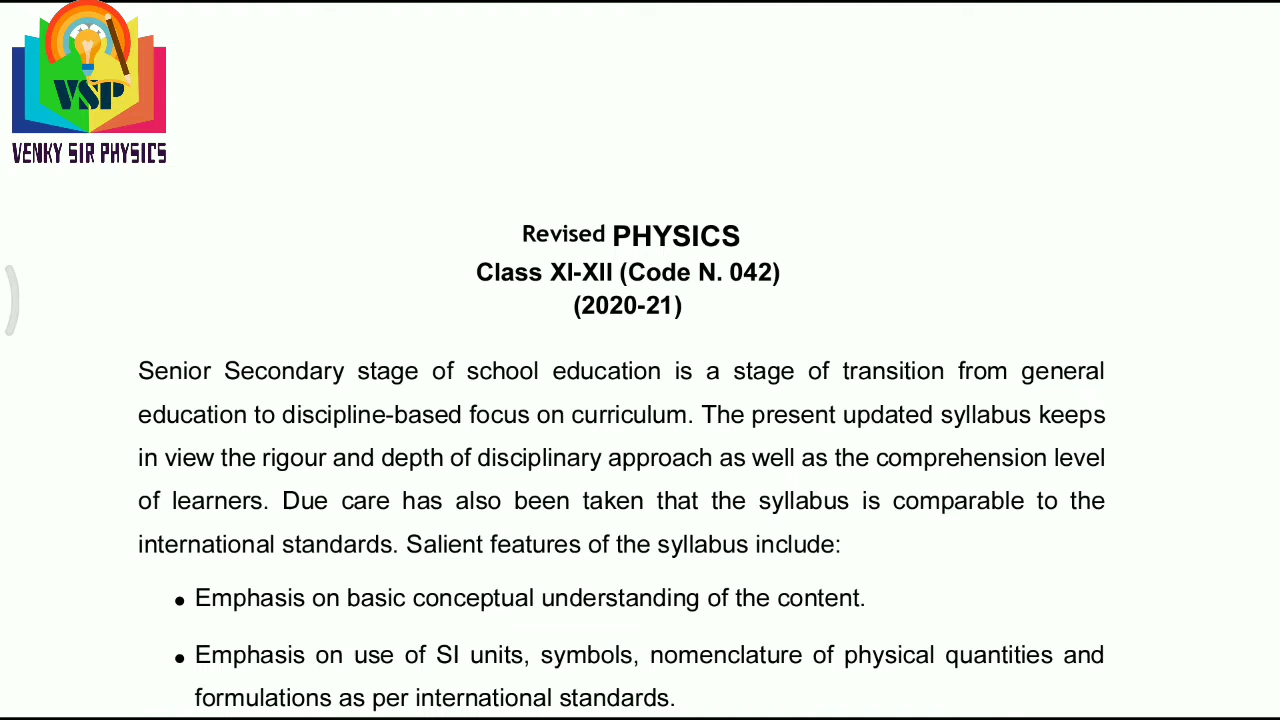 VSP
VENKY SIR PHYSICS
Revised PHYSICS
Class XI-XII (Code N. 042)
(2020-21)
Senior Secondary stage of school education is a stage of transition from general
education to discipline-based focus on curriculum. The present updated syllabus keeps
in view the rigour and depth of disciplinary approach as well as the comprehension level
of learners. Due care has also been taken that the syllabus is comparable to the
international standards. Salient features of the syllabus include:
• Emphasis on basic conceptual understanding of the content.
• Emphasis on use of SI units, symbols, nomenclature of physical quantities and
formulations as per international standards.